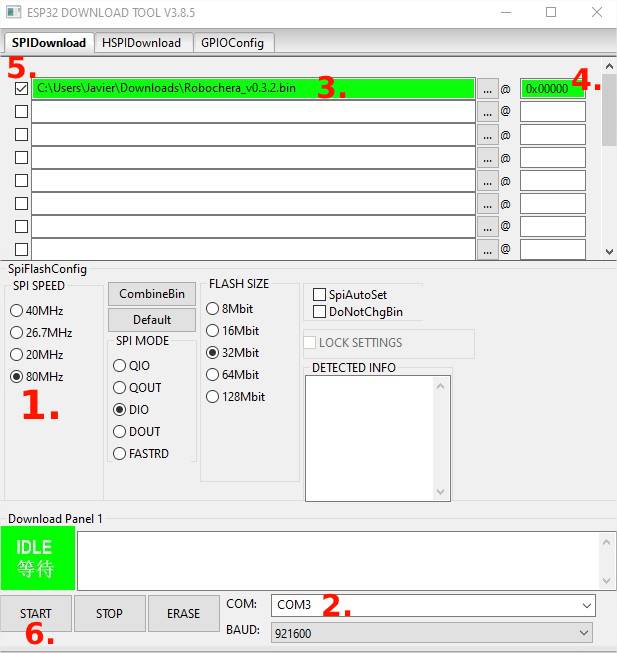 ESP32 DOWNLOAD TOOL V3.8.5
SPIDownload HSPIDownload GPIOConfig
5.
C:\Users\Javier\Downloads\Robochera_v0.3.2.bin 3. ... @ 0x00000 4.
... @
... @
... @
... @
... @
... @
... @
SpiFlashConfig
SPI SPEED
40MHz
26.7MHz
20MHz
80MHz
1.
CombineBin
Default
SPI MODE
QIO
QOUT
DIO
DOUT
FASTRD
FLASH SIZE
8Mbit
16Mbit
32Mbit
64Mbit
128Mbit
SpiAutoSet
DoNotChgBin
LOCK SETTINGS
DETECTED INFO
Download Panel 1
IDLE
等待
START STOP ERASE
6.
COM: COM3 2.
BAUD: 921600